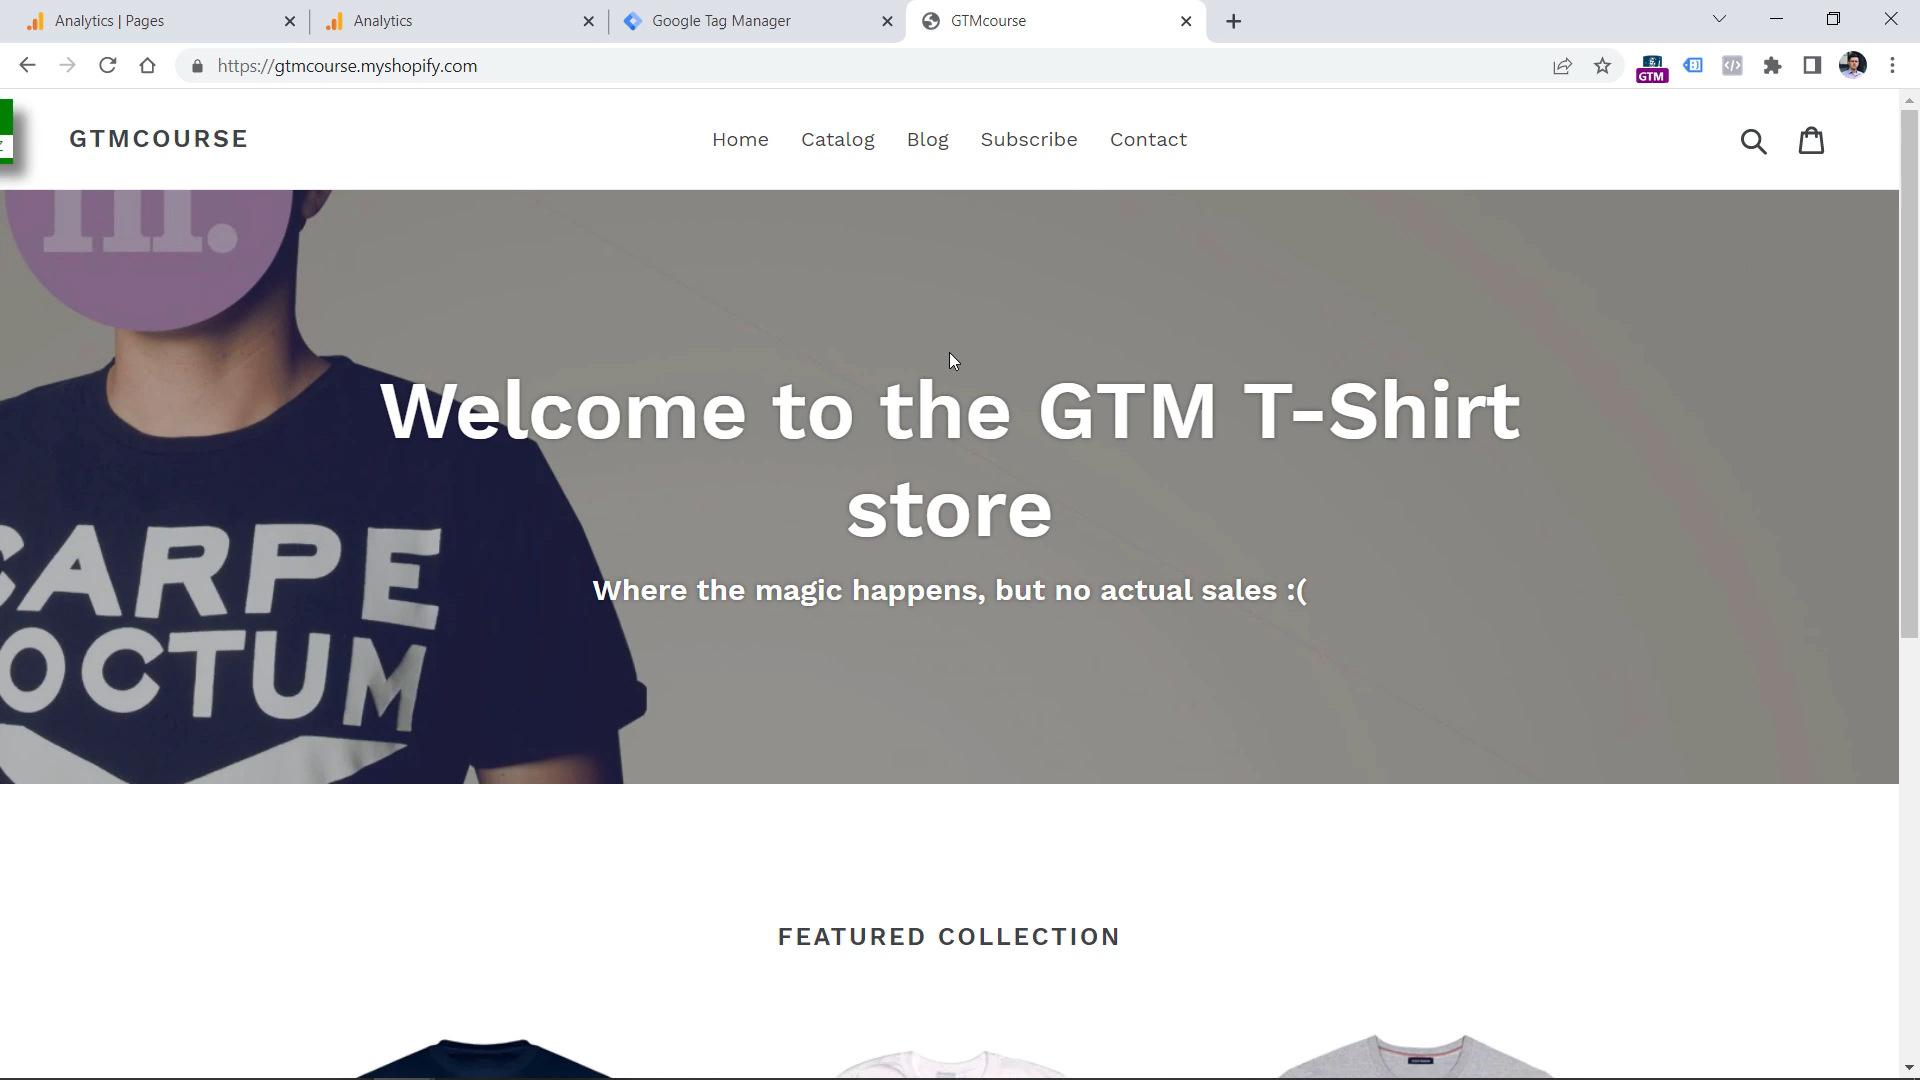 Analytics | Pages
Analytics
Google Tag Manager
GTMcourse
https://gtmcourse.myshopify.com
GTM
GTMCOURSE
Home
Catalog
Blog
Subscribe
Contact
m.
Welcome to the GTM T-Shirt
store
Where the magic happens, but no actual sales :(
CARPE
OCTUM
FEATURED COLLECTION